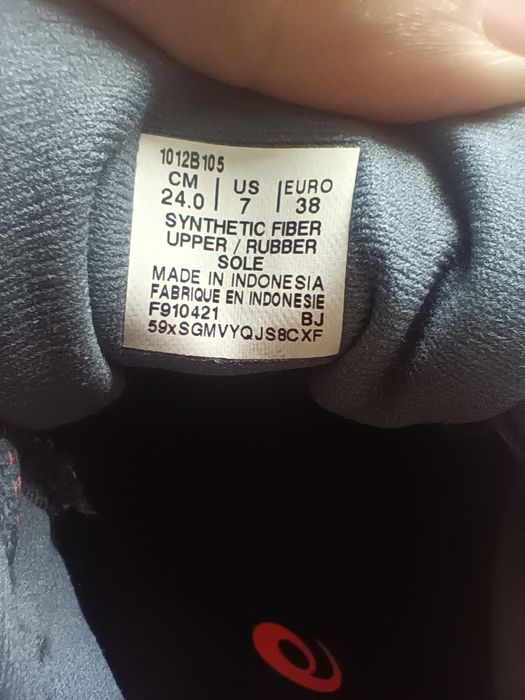 1012B105
CM | US | EURO
24.0 | 7 | 38
SYNTHETIC FIBER
UPPER / RUBBER
SOLE
MADE IN INDONESIA
FABRIQUE EN INDONESIE
F910421 BJ
59xSGMVYQJS8CXF